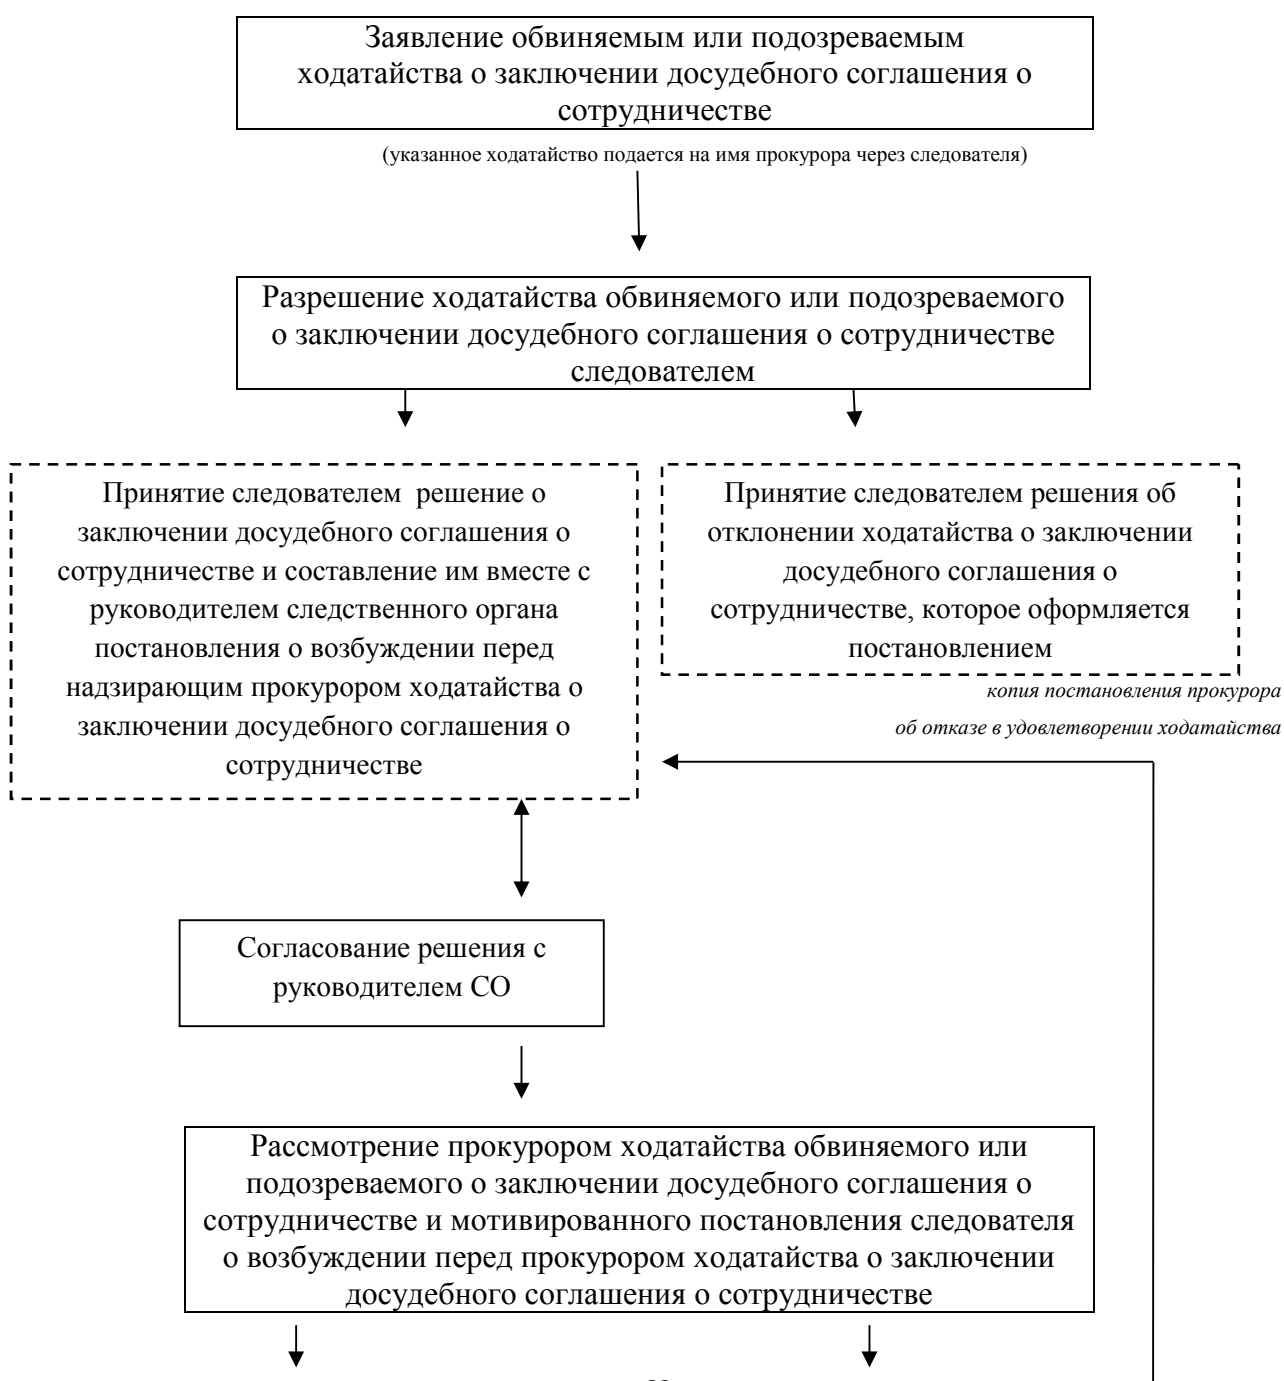 Заявление обвиняемым или подозреваемым
ходатайства о заключении досудебного соглашения о
сотрудничестве
(указанное ходатайство подается на имя прокурора через следователя)
Разрешение ходатайства обвиняемого или подозреваемого
о заключении досудебного соглашения о сотрудничестве
следователем
Принятие следователем решение о
заключении досудебного соглашения о
сотрудничестве и составление им вместе с
руководителем следственного органа
постановления о возбуждении перед
надзирающим прокурором ходатайства о
заключении досудебного соглашения о
сотрудничестве
Принятие следователем решения об
отклонении ходатайства о заключении
досудебного соглашения о
сотрудничестве, которое оформляется
постановлением
копия постановления прокурора
об отказе в удовлетворении ходатайства
Согласование решения с
руководителем СО
Рассмотрение прокурором ходатайства обвиняемого или
подозреваемого о заключении досудебного соглашения о
сотрудничестве и мотивированного постановления следователя
о возбуждении перед прокурором ходатайства о заключении
досудебного соглашения о сотрудничестве